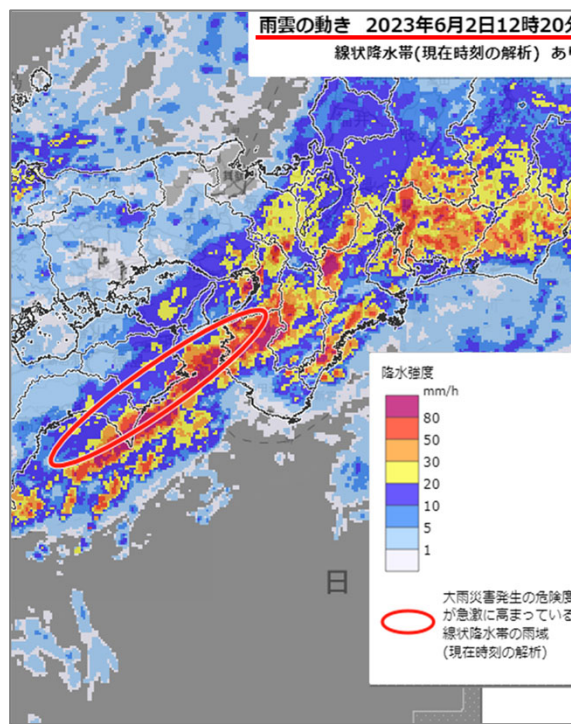 雨雲の動き 2023年6月2日12時20分
線状降水帯(現在時刻の解析) あり
降水強度
mm/h
80
50
30
20
10
5
1
日
大雨災害発生の危険度
が急激に高まっている
線状降水帯の雨域
(現在時刻の解析)